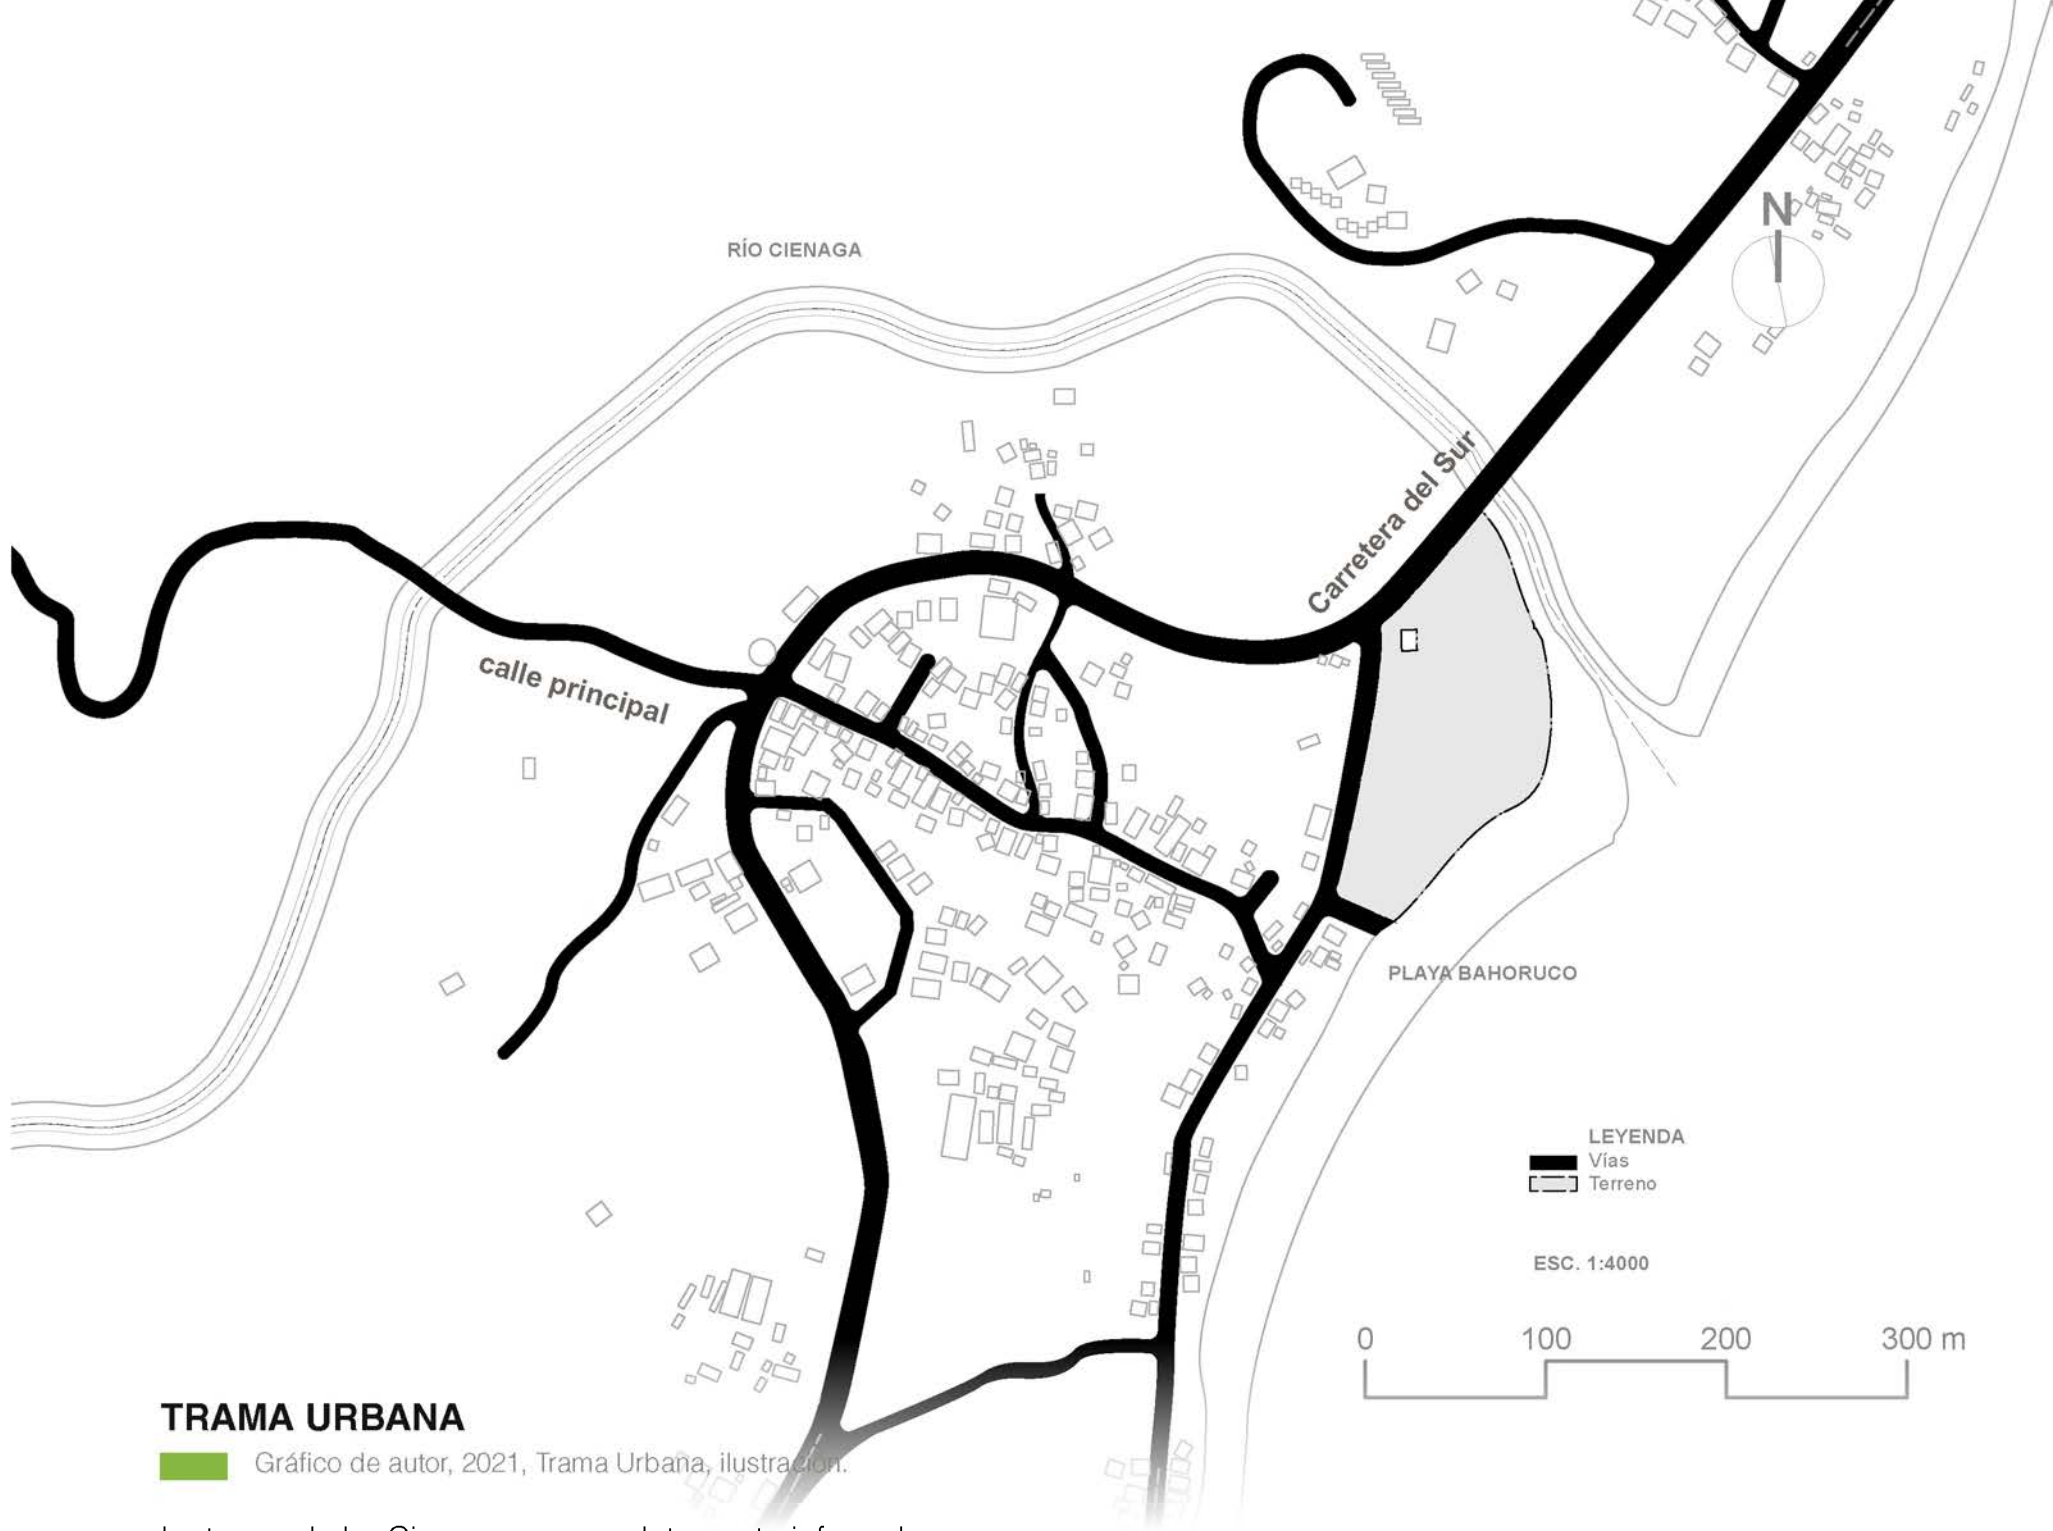 N
RÍO CIENAGA
Carretera del Sur
calle principal
PLAYA BAHORUCO
LEYENDA
Vías
Terreno
ESC. 1:4000
0 100 200 300 m
TRAMA URBANA
Gráfico de autor, 2021, Trama Urbana, ilustración.